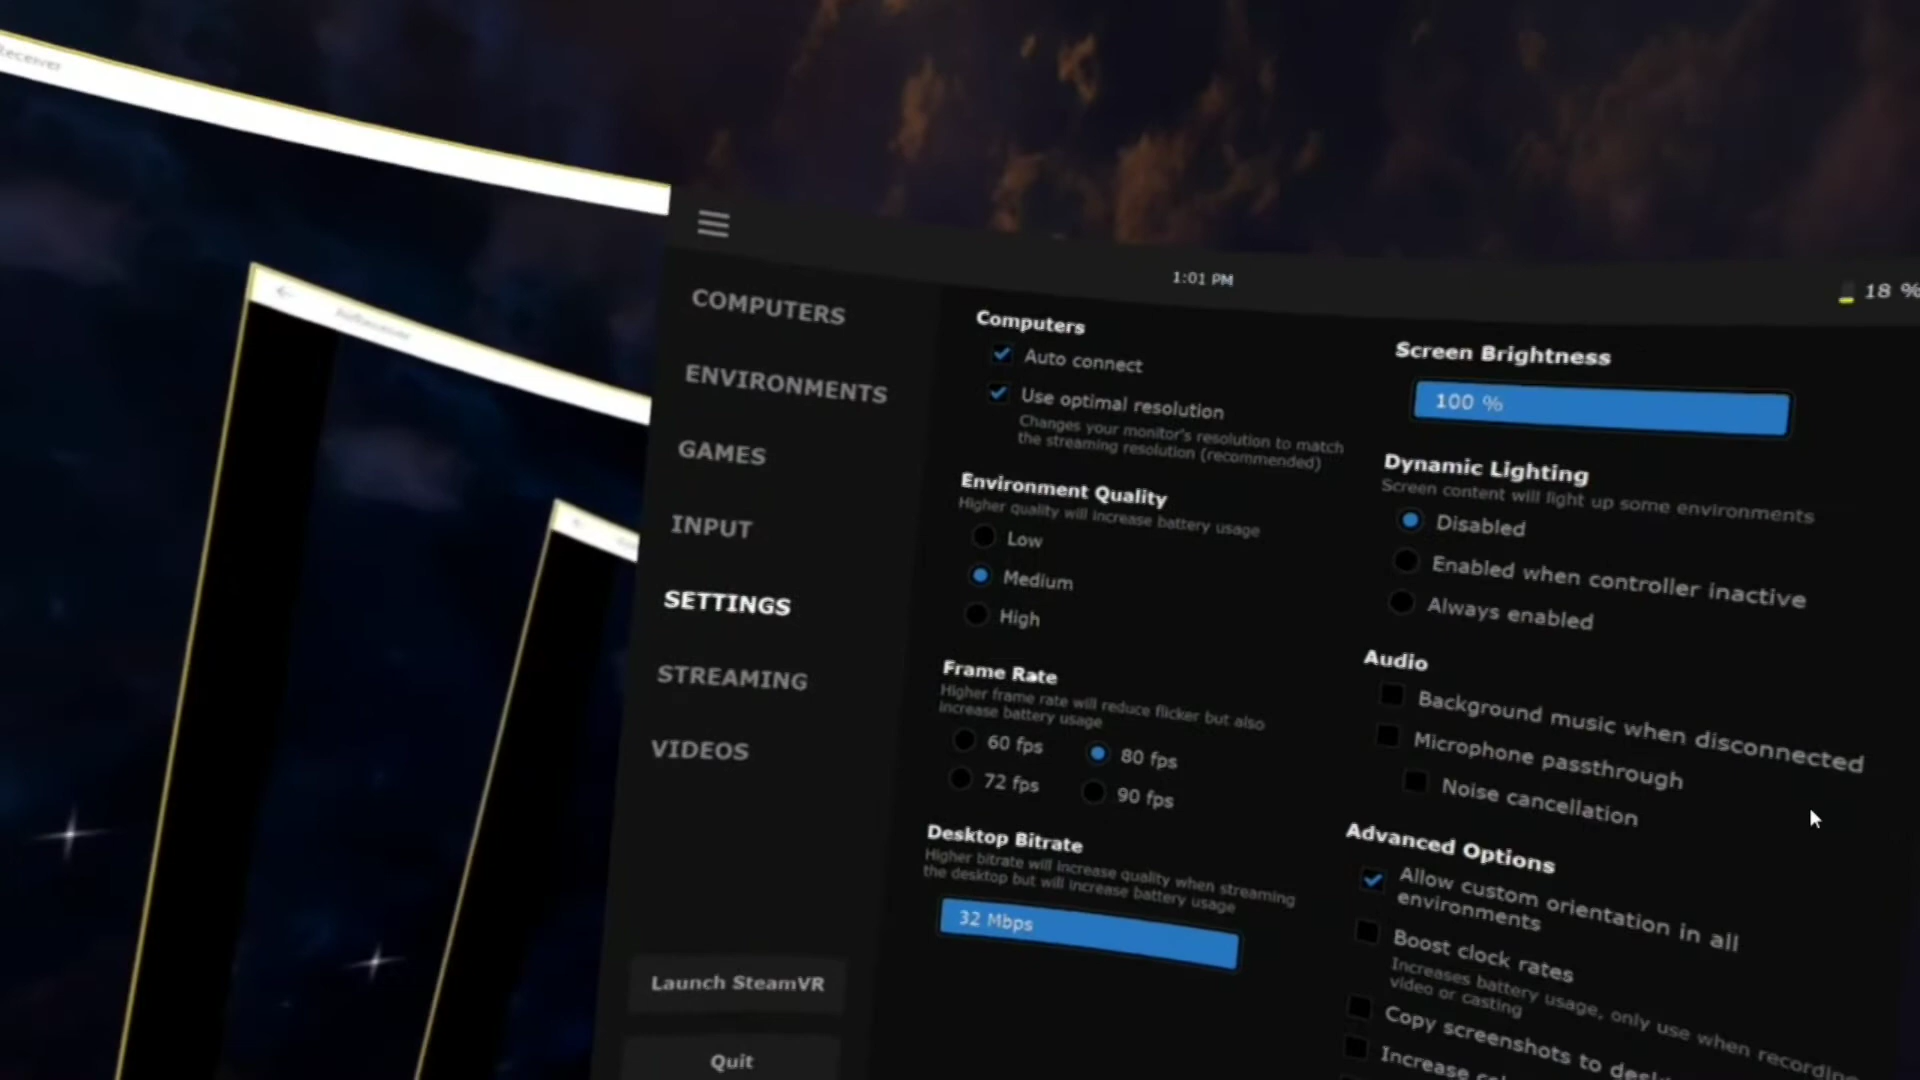 Receiver
1:01 PM
18 %
COMPUTERS
ENVIRONMENTS
GAMES
INPUT
SETTINGS
STREAMING
VIDEOS
Launch SteamVR
Quit
Computers
Auto connect
Use optimal resolution
Changes your monitor's resolution to match
the streaming resolution (recommended)
Environment Quality
Higher quality will increase battery usage
Low
Medium
High
Frame Rate
Higher frame rate will reduce flicker but also
increase battery usage
60 fps
80 fps
72 fps
90 fps
Desktop Bitrate
Higher bitrate will increase quality when streaming
the desktop but will increase battery usage
32 Mbps
Screen Brightness
100 %
Dynamic Lighting
Screen content will light up some environments
Disabled
Enabled when controller inactive
Always enabled
Audio
Background music when disconnected
Microphone passthrough
Noise cancellation
Advanced Options
Allow custom orientation in all
environments
Boost clock rates
Increases battery usage, only use when recording
video or casting
Copy screenshots to
Increase